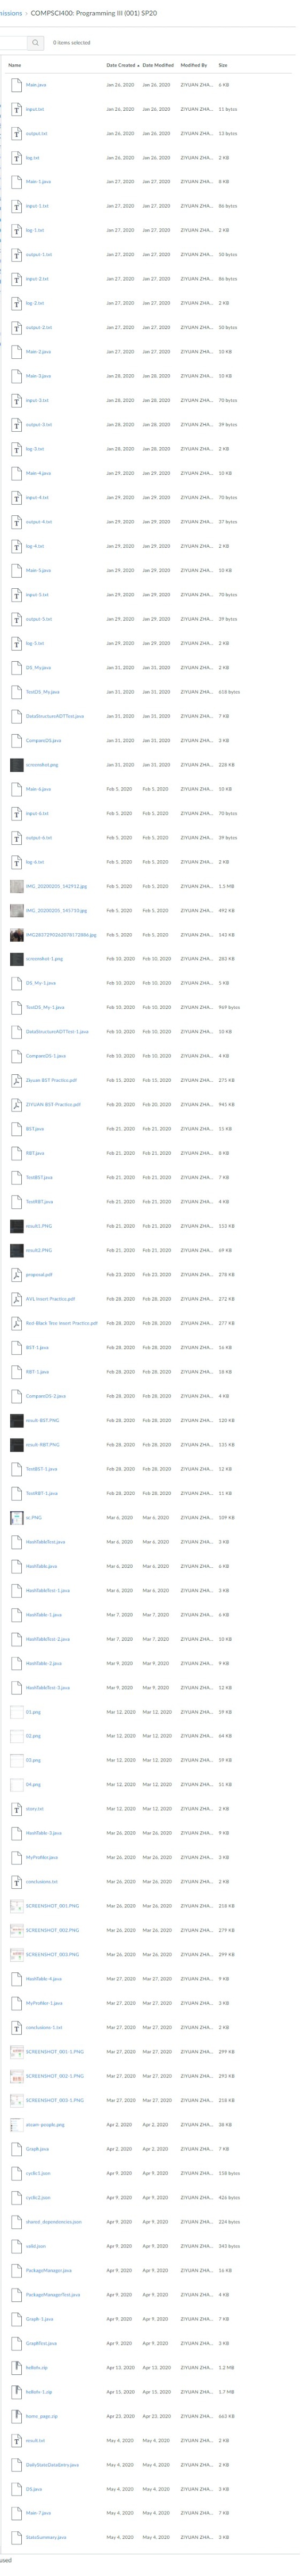 missions › COMPSCI400: Programming III (001) SP20
0 items selected
Name Date Created Date Modified Modified By Size
Main.java Jan 26, 2020 Jan 26, 2020 ZIYUAN ZHA... 6 KB
input.txt Jan 26, 2020 Jan 26, 2020 ZIYUAN ZHA... 11 bytes
output.txt Jan 26, 2020 Jan 26, 2020 ZIYUAN ZHA... 13 bytes
log.txt Jan 26, 2020 Jan 26, 2020 ZIYUAN ZHA... 2 KB
Main-1.java Jan 27, 2020 Jan 27, 2020 ZIYUAN ZHA... 8 KB
input-1.txt Jan 27, 2020 Jan 27, 2020 ZIYUAN ZHA... 86 bytes
log-1.txt Jan 27, 2020 Jan 27, 2020 ZIYUAN ZHA... 2 KB
output-1.txt Jan 27, 2020 Jan 27, 2020 ZIYUAN ZHA... 50 bytes
input-2.txt Jan 27, 2020 Jan 27, 2020 ZIYUAN ZHA... 86 bytes
log-2.txt Jan 27, 2020 Jan 27, 2020 ZIYUAN ZHA... 2 KB
output-2.txt Jan 27, 2020 Jan 27, 2020 ZIYUAN ZHA... 50 bytes
Main-2.java Jan 27, 2020 Jan 27, 2020 ZIYUAN ZHA... 10 KB
Main-3.java Jan 28, 2020 Jan 28, 2020 ZIYUAN ZHA... 10 KB
input-3.txt Jan 28, 2020 Jan 28, 2020 ZIYUAN ZHA... 70 bytes
output-3.txt Jan 28, 2020 Jan 28, 2020 ZIYUAN ZHA... 39 bytes
log-3.txt Jan 28, 2020 Jan 28, 2020 ZIYUAN ZHA... 2 KB
Main-4.java Jan 29, 2020 Jan 29, 2020 ZIYUAN ZHA... 10 KB
input-4.txt Jan 29, 2020 Jan 29, 2020 ZIYUAN ZHA... 70 bytes
output-4.txt Jan 29, 2020 Jan 29, 2020 ZIYUAN ZHA... 37 bytes
log-4.txt Jan 29, 2020 Jan 29, 2020 ZIYUAN ZHA... 2 KB
Main-5.java Jan 29, 2020 Jan 29, 2020 ZIYUAN ZHA... 10 KB
input-5.txt Jan 29, 2020 Jan 29, 2020 ZIYUAN ZHA... 70 bytes
output-5.txt Jan 29, 2020 Jan 29, 2020 ZIYUAN ZHA... 39 bytes
log-5.txt Jan 29, 2020 Jan 29, 2020 ZIYUAN ZHA... 2 KB
DS_My.java Jan 31, 2020 Jan 31, 2020 ZIYUAN ZHA... 2 KB
TestDS_My.java Jan 31, 2020 Jan 31, 2020 ZIYUAN ZHA... 618 bytes
DataStructureADTTest.java Jan 31, 2020 Jan 31, 2020 ZIYUAN ZHA... 7 KB
CompareDS.java Jan 31, 2020 Jan 31, 2020 ZIYUAN ZHA... 3 KB
screenshot.png Jan 31, 2020 Jan 31, 2020 ZIYUAN ZHA... 228 KB
Main-6.java Feb 5, 2020 Feb 5, 2020 ZIYUAN ZHA... 10 KB
input-6.txt Feb 5, 2020 Feb 5, 2020 ZIYUAN ZHA... 70 bytes
output-6.txt Feb 5, 2020 Feb 5, 2020 ZIYUAN ZHA... 39 bytes
log-6.txt Feb 5, 2020 Feb 5, 2020 ZIYUAN ZHA... 2 KB
Feb 5, 2020 Feb 5, 2020 ZIYUAN ZHA... 1.5 MB
Feb 5, 2020 Feb 5, 2020 ZIYUAN ZHA... 492 KB
Feb 5, 2020 Feb 5, 2020 ZIYUAN ZHA... 143 KB
screenshot-1.png Feb 10, 2020 Feb 10, 2020 ZIYUAN ZHA... 283 KB
DS_My-1.java Feb 10, 2020 Feb 10, 2020 ZIYUAN ZHA... 5 KB
TestDS_My-1.java Feb 10, 2020 Feb 10, 2020 ZIYUAN ZHA... 969 bytes
DataStructureADTTest-1.java Feb 10, 2020 Feb 10, 2020 ZIYUAN ZHA... 10 KB
CompareDS-1.java Feb 10, 2020 Feb 10, 2020 ZIYUAN ZHA... 4 KB
Ziyuan BST Practice.pdf Feb 15, 2020 Feb 15, 2020 ZIYUAN ZHA... 275 KB
ZIYUAN BST Practice.pdf Feb 20, 2020 Feb 20, 2020 ZIYUAN ZHA... 945 KB
BST.java Feb 21, 2020 Feb 21, 2020 ZIYUAN ZHA... 15 KB
RBT.java Feb 21, 2020 Feb 21, 2020 ZIYUAN ZHA... 8 KB
TestBST.java Feb 21, 2020 Feb 21, 2020 ZIYUAN ZHA... 7 KB
TestRBT.java Feb 21, 2020 Feb 21, 2020 ZIYUAN ZHA... 4 KB
result1.PNG Feb 21, 2020 Feb 21, 2020 ZIYUAN ZHA... 112 KB
result2.PNG Feb 21, 2020 Feb 21, 2020 ZIYUAN ZHA... 69 KB
proposal.pdf Feb 23, 2020 Feb 23, 2020 ZIYUAN ZHA... 278 KB
AVL Insert Practice.pdf Feb 28, 2020 Feb 28, 2020 ZIYUAN ZHA... 272 KB
Red-Black Tree Insert Practice.pdf Feb 28, 2020 Feb 28, 2020 ZIYUAN ZHA... 277 KB
BST-1.java Feb 28, 2020 Feb 28, 2020 ZIYUAN ZHA... 16 KB
RBT-1.java Feb 28, 2020 Feb 28, 2020 ZIYUAN ZHA... 18 KB
CompareDS-2.java Feb 28, 2020 Feb 28, 2020 ZIYUAN ZHA... 4 KB
result-BST.PNG Feb 28, 2020 Feb 28, 2020 ZIYUAN ZHA... 120 KB
result-RBT.PNG Feb 28, 2020 Feb 28, 2020 ZIYUAN ZHA... 135 KB
TestBST-1.java Feb 28, 2020 Feb 28, 2020 ZIYUAN ZHA... 12 KB
TestRBT-1.java Feb 28, 2020 Feb 28, 2020 ZIYUAN ZHA... 11 KB
Mar 6, 2020 Mar 6, 2020 ZIYUAN ZHA... 109 KB
HashTableTest.java Mar 6, 2020 Mar 6, 2020 ZIYUAN ZHA... 3 KB
HashTable.java Mar 6, 2020 Mar 6, 2020 ZIYUAN ZHA... 6 KB
HashTableTest-1.java Mar 6, 2020 Mar 6, 2020 ZIYUAN ZHA... 3 KB
HashTable-1.java Mar 7, 2020 Mar 7, 2020 ZIYUAN ZHA... 6 KB
HashTableTest-2.java Mar 7, 2020 Mar 7, 2020 ZIYUAN ZHA... 10 KB
HashTable-2.java Mar 9, 2020 Mar 9, 2020 ZIYUAN ZHA... 9 KB
HashTableTest-3.java Mar 9, 2020 Mar 9, 2020 ZIYUAN ZHA... 12 KB
01.png Mar 12, 2020 Mar 12, 2020 ZIYUAN ZHA... 19 KB
02.png Mar 12, 2020 Mar 12, 2020 ZIYUAN ZHA... 64 KB
03.png Mar 12, 2020 Mar 12, 2020 ZIYUAN ZHA... 19 KB
04.png Mar 12, 2020 Mar 12, 2020 ZIYUAN ZHA... 51 KB
story.txt Mar 12, 2020 Mar 12, 2020 ZIYUAN ZHA... 2 KB
HashTable-3.java Mar 26, 2020 Mar 26, 2020 ZIYUAN ZHA... 9 KB
MyProfiler.java Mar 26, 2020 Mar 26, 2020 ZIYUAN ZHA... 3 KB
conclusions.txt Mar 26, 2020 Mar 26, 2020 ZIYUAN ZHA... 2 KB
SCREENSHOT_001.PNG Mar 26, 2020 Mar 26, 2020 ZIYUAN ZHA... 218 KB
SCREENSHOT_002.PNG Mar 26, 2020 Mar 26, 2020 ZIYUAN ZHA... 279 KB
SCREENSHOT_003.PNG Mar 26, 2020 Mar 26, 2020 ZIYUAN ZHA... 299 KB
HashTable-4.java Mar 27, 2020 Mar 27, 2020 ZIYUAN ZHA... 9 KB
MyProfiler-1.java Mar 27, 2020 Mar 27, 2020 ZIYUAN ZHA... 3 KB
conclusions-1.txt Mar 27, 2020 Mar 27, 2020 ZIYUAN ZHA... 2 KB
SCREENSHOT_001-1.PNG Mar 27, 2020 Mar 27, 2020 ZIYUAN ZHA... 299 KB
SCREENSHOT_002-1.PNG Mar 27, 2020 Mar 27, 2020 ZIYUAN ZHA... 293 KB
SCREENSHOT_003-1.PNG Mar 27, 2020 Mar 27, 2020 ZIYUAN ZHA... 218 KB
steam-people.png Apr 2, 2020 Apr 2, 2020 ZIYUAN ZHA... 38 KB
Graph.java Apr 2, 2020 Apr 2, 2020 ZIYUAN ZHA... 7 KB
cyclic1.json Apr 9, 2020 Apr 9, 2020 ZIYUAN ZHA... 138 bytes
cyclic2.json Apr 9, 2020 Apr 9, 2020 ZIYUAN ZHA... 426 bytes
shared_dependencies.json Apr 9, 2020 Apr 9, 2020 ZIYUAN ZHA... 224 bytes
valid.json Apr 9, 2020 Apr 9, 2020 ZIYUAN ZHA... 343 bytes
PackageManager.java Apr 9, 2020 Apr 9, 2020 ZIYUAN ZHA... 16 KB
PackageManagerTest.java Apr 9, 2020 Apr 9, 2020 ZIYUAN ZHA... 4 KB
Graph-1.java Apr 9, 2020 Apr 9, 2020 ZIYUAN ZHA... 7 KB
GraphTest.java Apr 9, 2020 Apr 9, 2020 ZIYUAN ZHA... 3 KB
hellofx.zip Apr 13, 2020 Apr 13, 2020 ZIYUAN ZHA... 1.2 MB
hellofx-1.zip Apr 15, 2020 Apr 15, 2020 ZIYUAN ZHA... 1.7 MB
home_page.zip Apr 23, 2020 Apr 23, 2020 ZIYUAN ZHA... 663 KB
result.txt May 4, 2020 May 4, 2020 ZIYUAN ZHA... 2 KB
DailyStateDataEntry.java May 4, 2020 May 4, 2020 ZIYUAN ZHA... 2 KB
DS.java May 4, 2020 May 4, 2020 ZIYUAN ZHA... 3 KB
Main-7.java May 4, 2020 May 4, 2020 ZIYUAN ZHA... 7 KB
StateSummary.java May 4, 2020 May 4, 2020 ZIYUAN ZHA... 3 KB
used